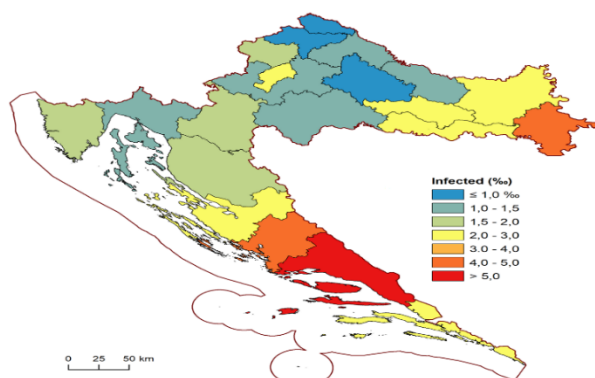 Infected (‰)
≤ 1,0 ‰
1,0 - 1,5
1,5 - 2,0
2,0 - 3,0
3.0 - 4,0
4,0 - 5,0
> 5,0
0 25 50 km